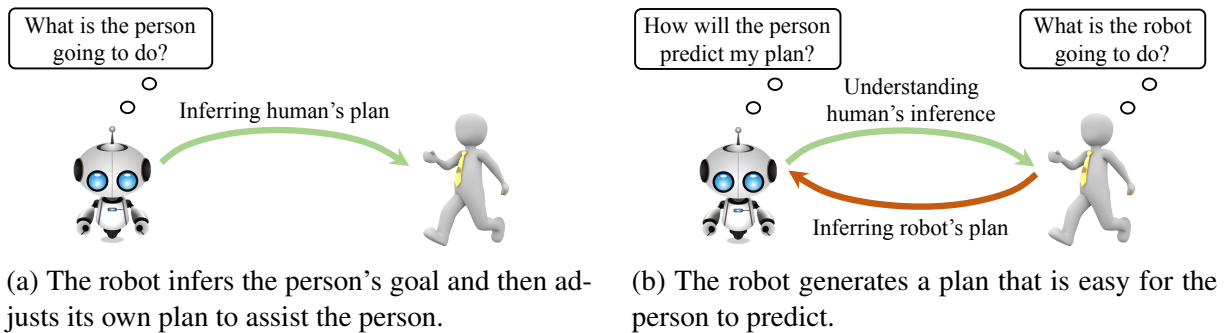 What is the person
going to do?
Inferring human's plan
(a) The robot infers the person's goal and then ad-
justs its own plan to assist the person.
How will the person
predict my plan?
What is the robot
going to do?
Understanding
human's inference
Inferring robot's plan
(b) The robot generates a plan that is easy for the
person to predict.